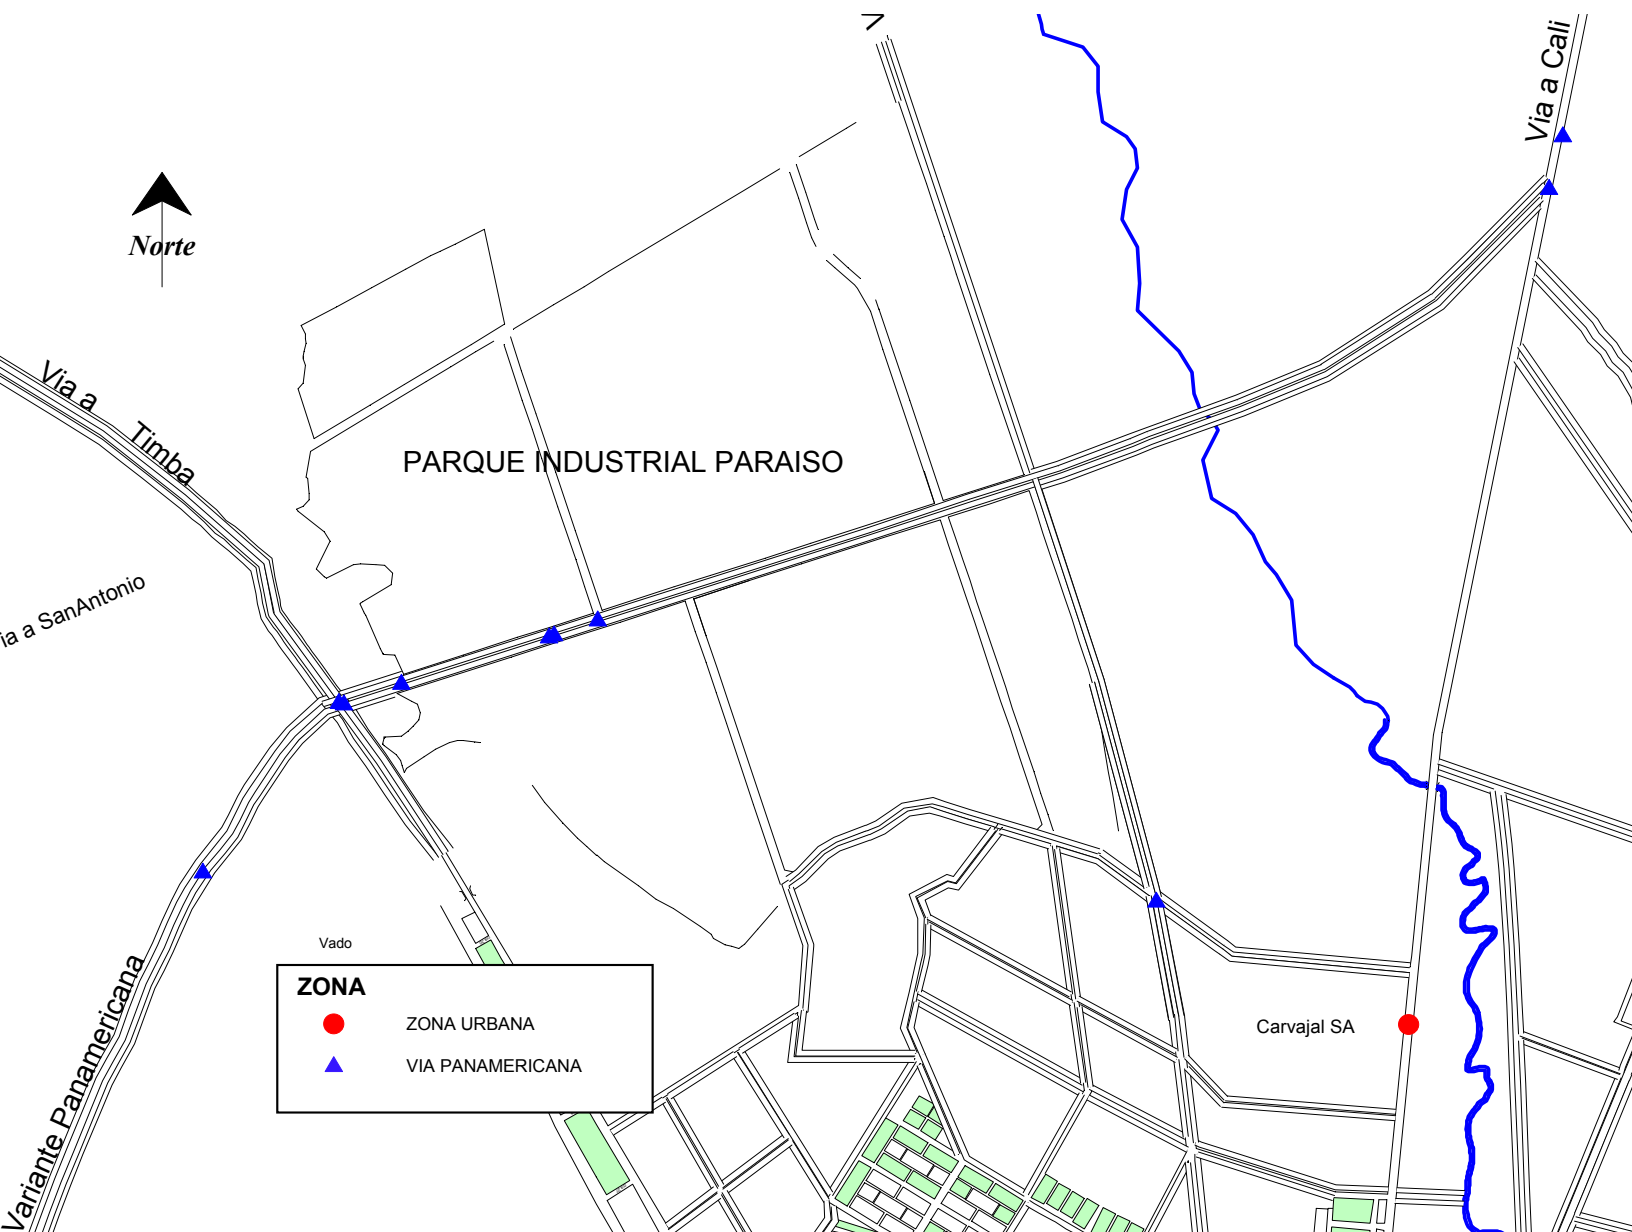 Via a Cali
Norte
Via a
Timba
PARQUE INDUSTRIAL PARAISO
ia a SanAntonio
Vado
Variante Panamericana
ZONA
ZONA URBANA
VIA PANAMERICANA
Carvajal SA